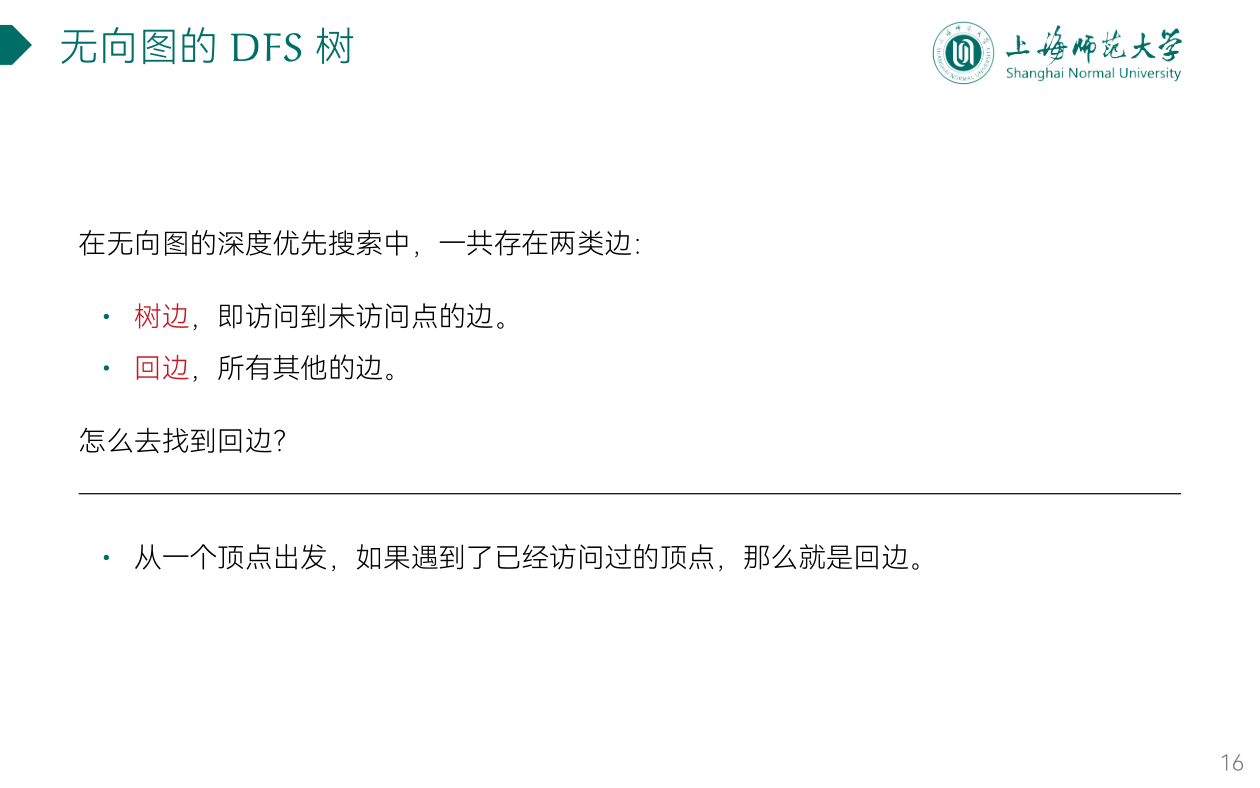 无向图的 DFS 树
上海师范大学
Shanghai Normal University
在无向图的深度优先搜索中，一共存在两类边：
• 树边，即访问到未访问点的边。
• 回边，所有其他的边。
怎么去找到回边？
• 从一个顶点出发，如果遇到了已经访问过的顶点，那么就是回边。
16